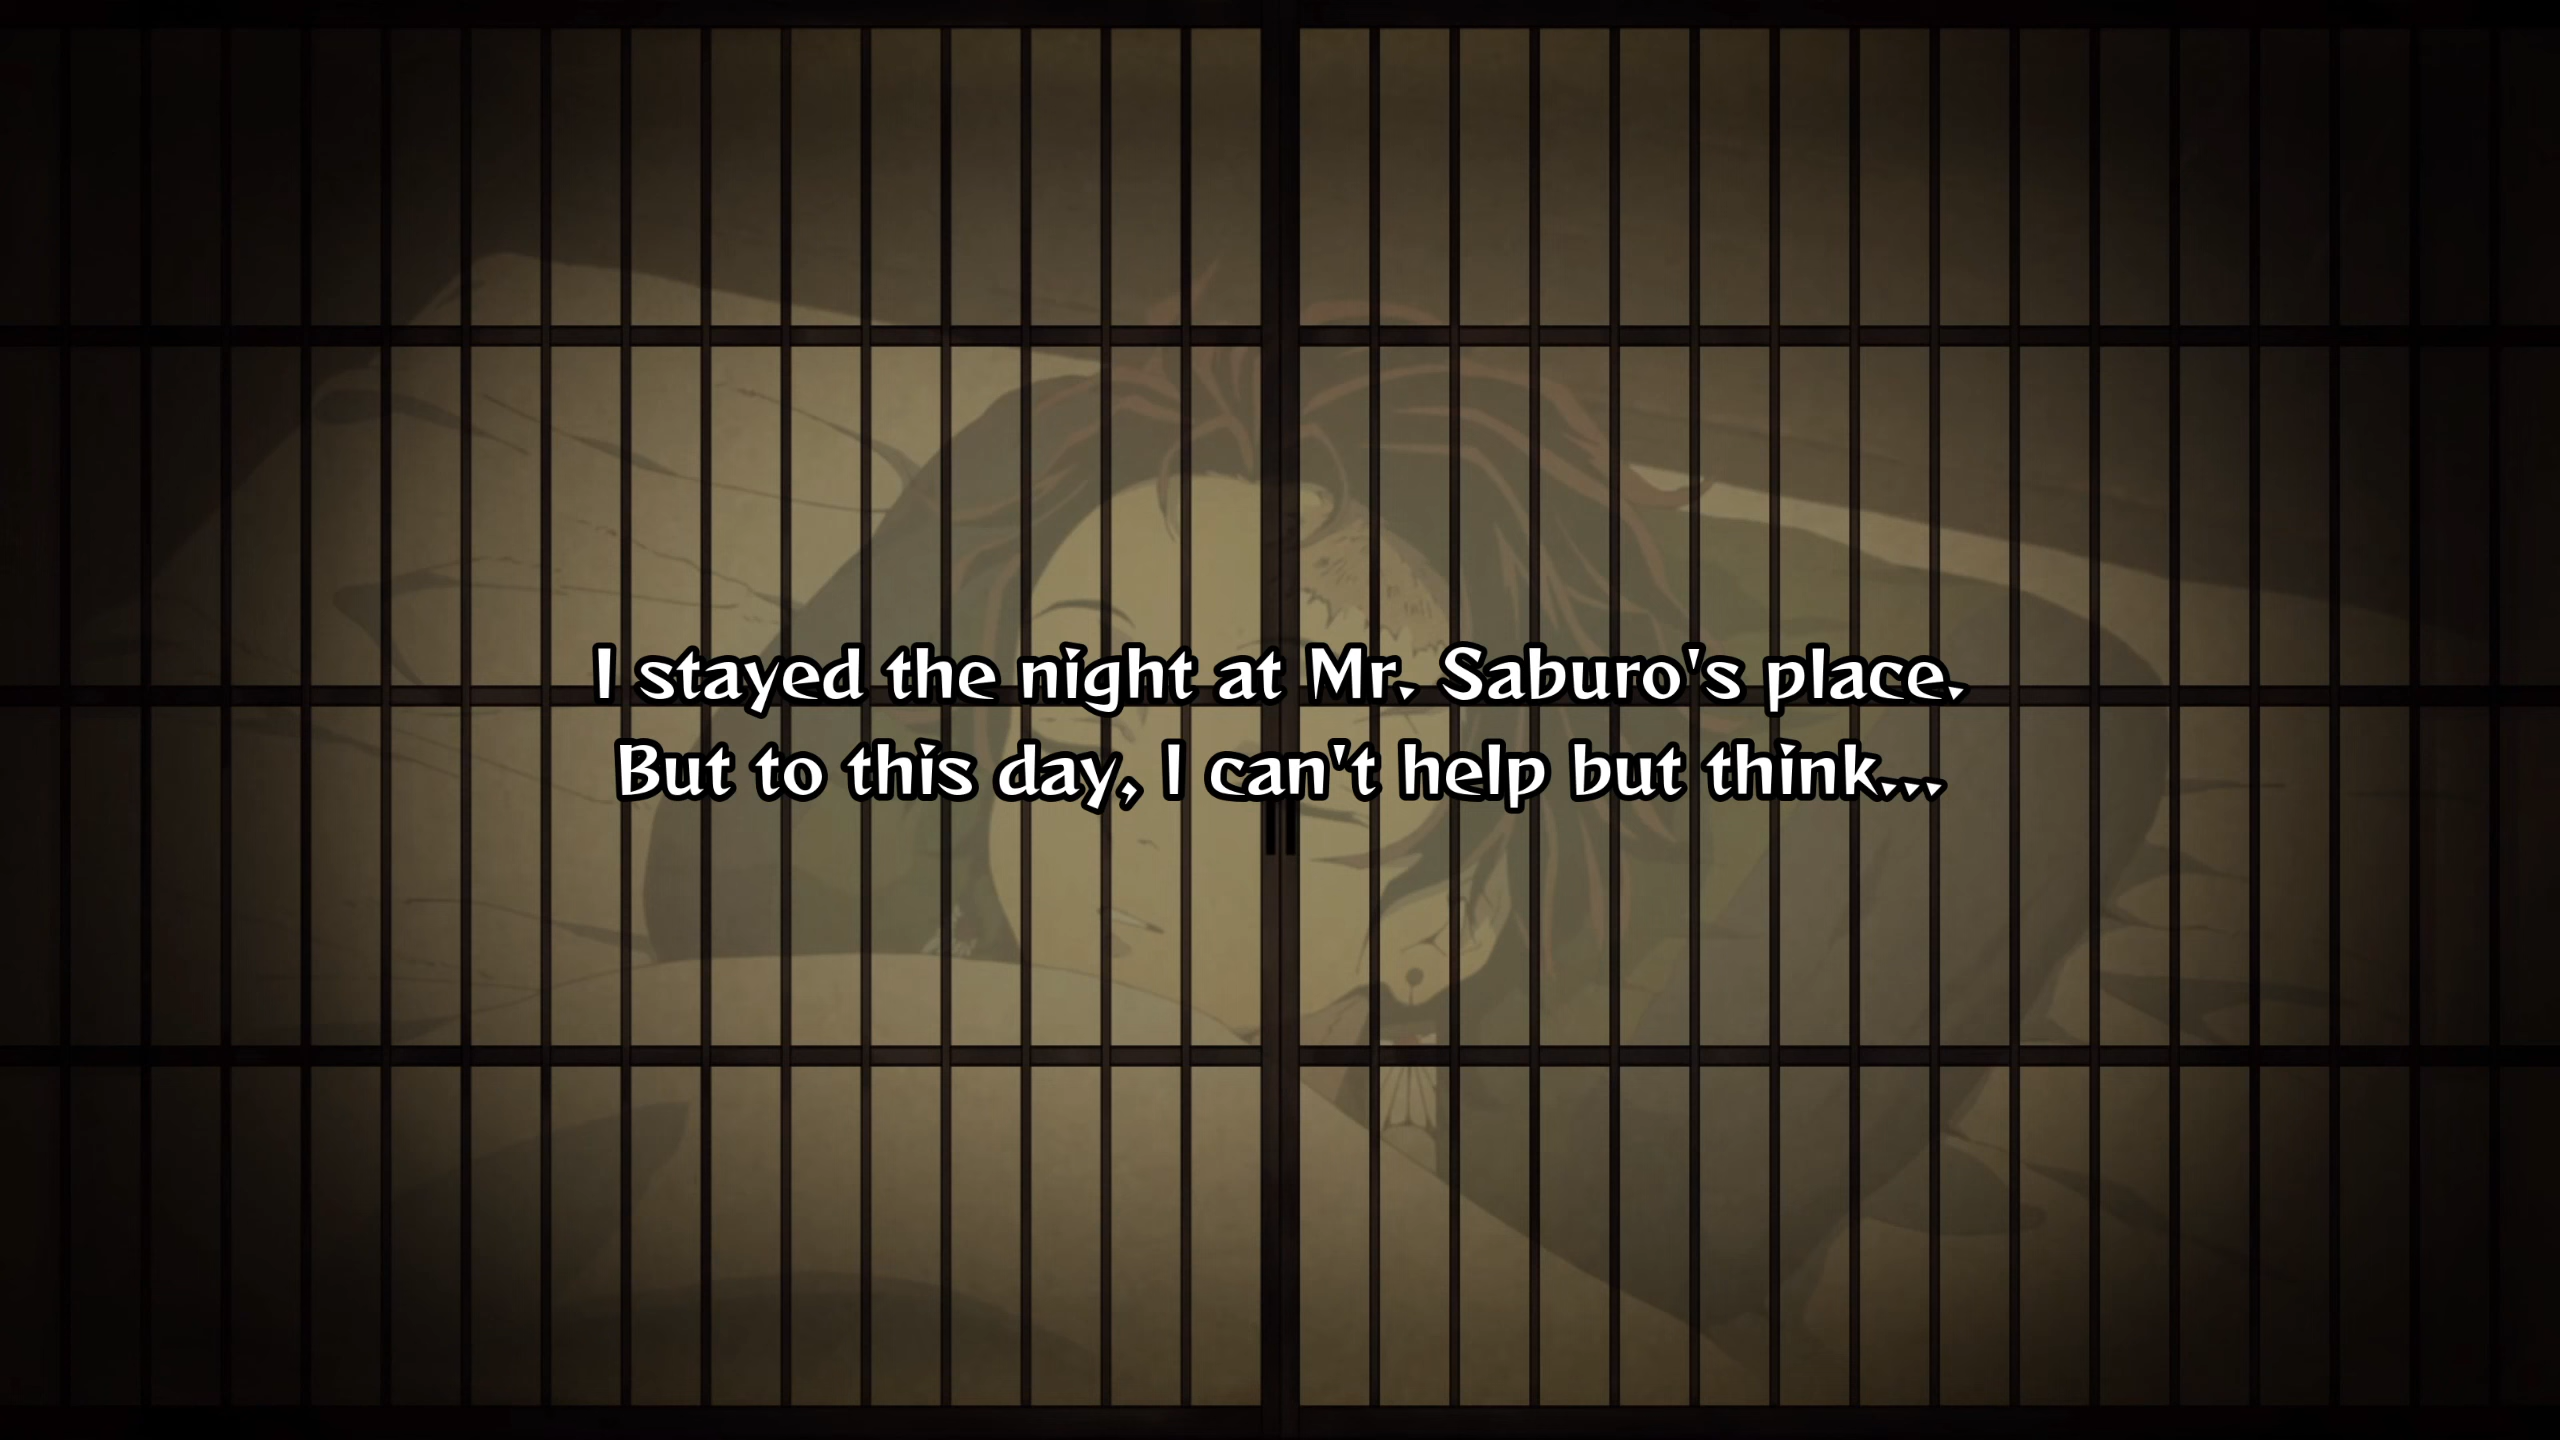 I stayed the night at Mr. Saburo's place.
But to this day, I can't help but think...